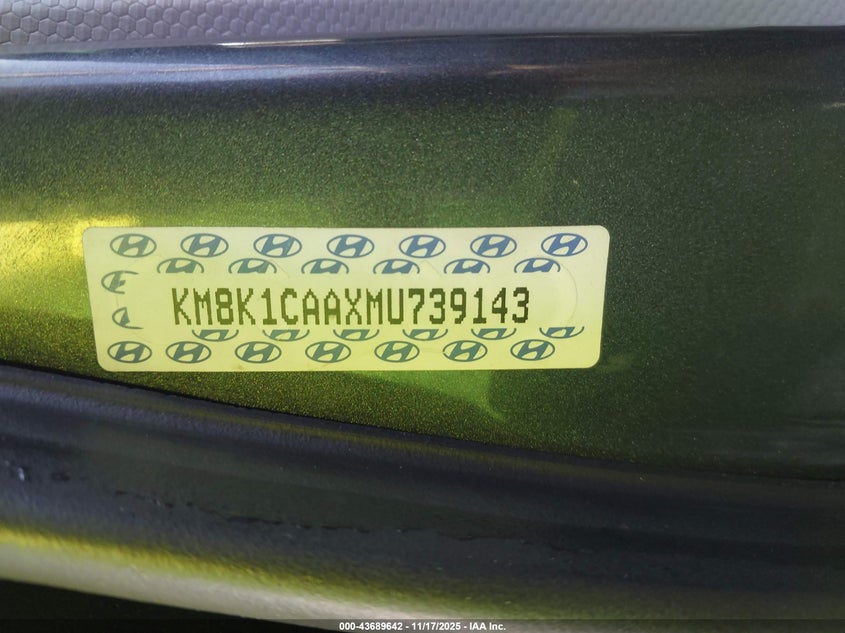 KM8K1CAAXMU739143
000-43689642 - 11/17/2025 - IAA Inc.